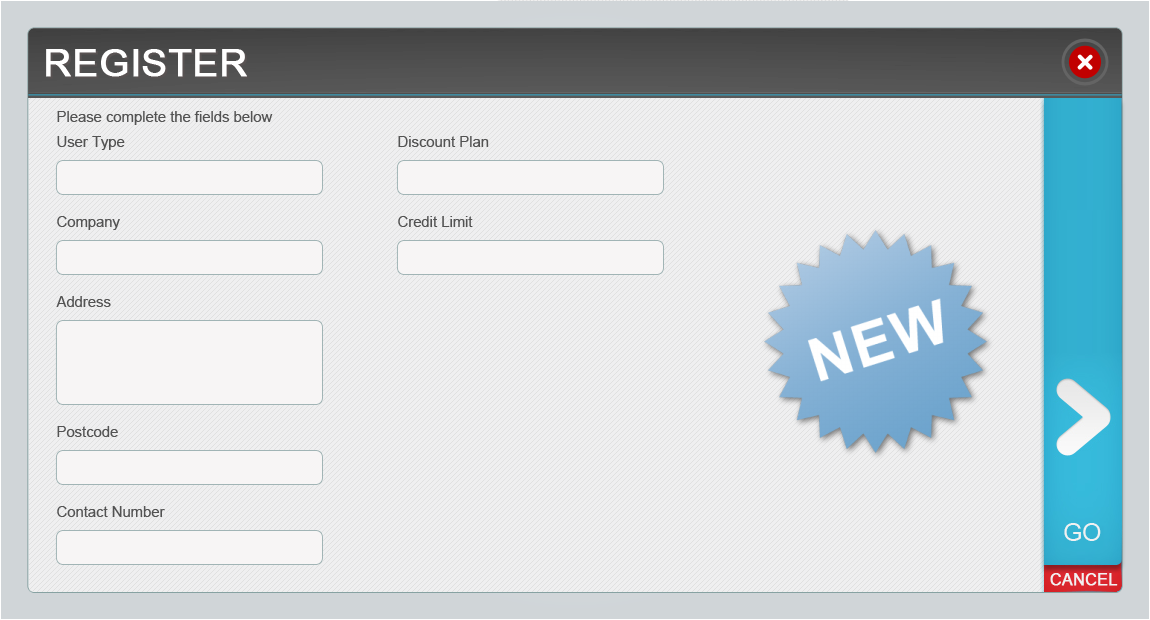 REGISTER
Please complete the fields below
User Type
Discount Plan
Company
Credit Limit
Address
NEW
Postcode
Contact Number
GO
CANCEL